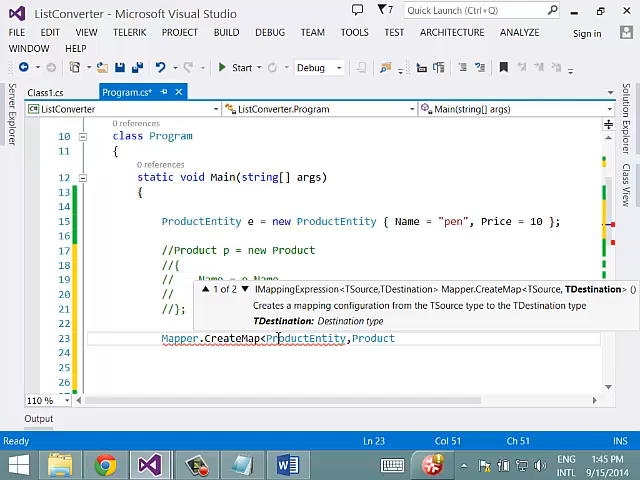 ListConverter - Microsoft Visual Studio
7
Quick Launch (Ctrl+Q)
FILE EDIT VIEW TELERIK PROJECT BUILD DEBUG TEAM TOOLS TEST ARCHITECTURE ANALYZE Sign in
WINDOW HELP
Start Debug
Class1.cs Program.cs*
ListConverter ListConverter.Program Main(string[] args)
Server Explorer
Solution Explorer
Class View
0 references
10 class Program
11 {
0 references
12 static void Main(string[] args)
13 {
14
15 ProductEntity e = new ProductEntity { Name = "pen", Price = 10 };
16
17 //Product p = new Product
18 //{
19 // Name = e.Name
1 of 2 IMappingExpression<TSource,TDestination> Mapper.CreateMap<TSource, TDestination> ()
20 //
Creates a mapping configuration from the TSource type to the TDestination type
21 //};
TDestination: Destination type
22
23 Mapper.CreateMap<ProductEntity,Product
24
25
26
110 %
Output
Ready Ln 23 Col 51 Ch 51 INS
ENG
INTL
1:45 PM
9/15/2014